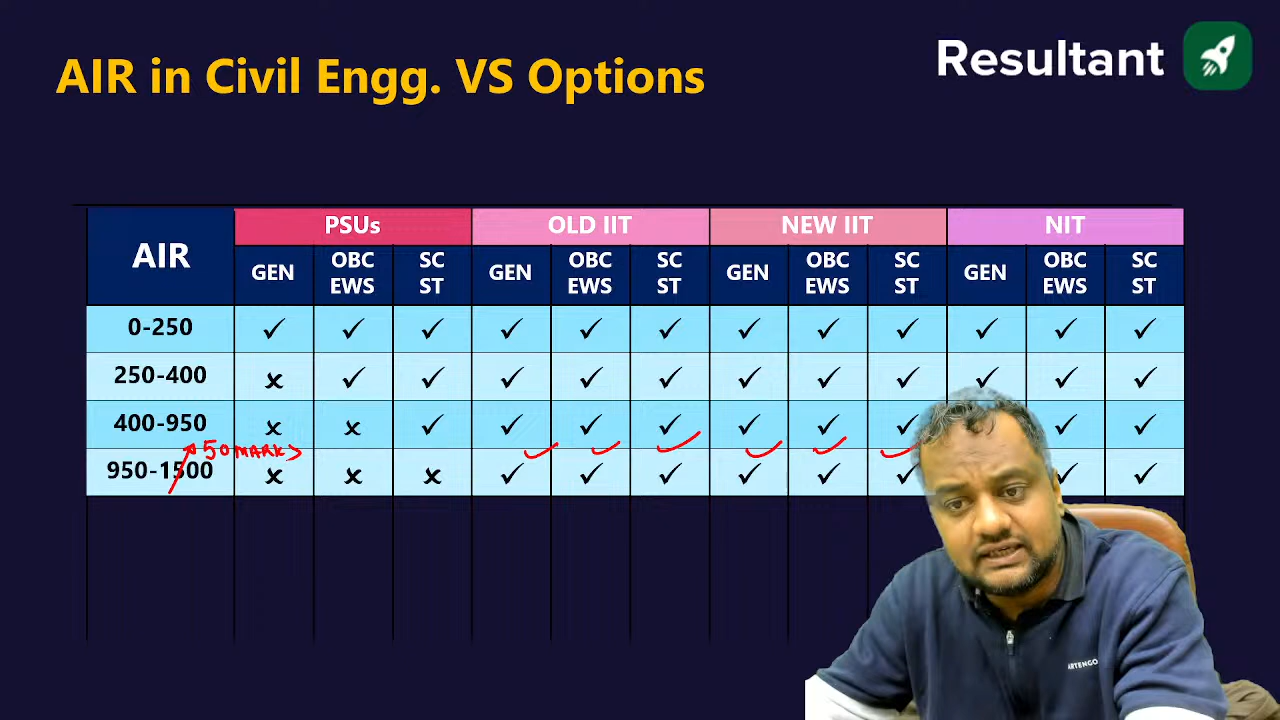 AIR in Civil Engg. VS Options
Resultant
AIR PSUs OLD IIT NEW IIT NIT
GEN OBC EWS SC ST GEN OBC EWS SC ST GEN OBC EWS SC ST GEN OBC EWS SC ST
0-250 ✓ ✓ ✓ ✓ ✓ ✓ ✓ ✓ ✓ ✓ ✓ ✓
250-400 x ✓ ✓ ✓ ✓ ✓ ✓ ✓ ✓ ✓ ✓ ✓
400-950 x x ✓ ✓ ✓ ✓ ✓ ✓ ✓ ✓ ✓
50 MARKS
950-1500 x x x ✓ ✓ ✓ ✓ ✓ ✓ ✓ ✓
ARTENGO